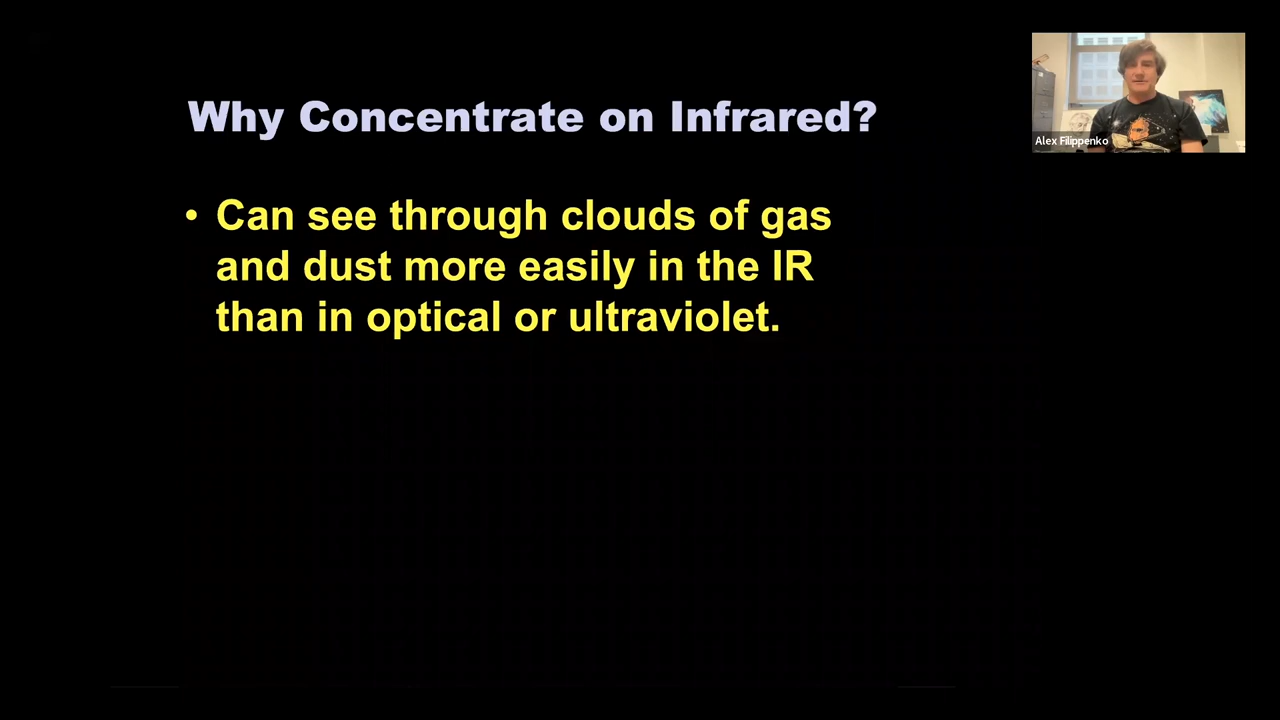 Why Concentrate on Infrared?
• Can see through clouds of gas
and dust more easily in the IR
than in optical or ultraviolet.
Alex Filippenko